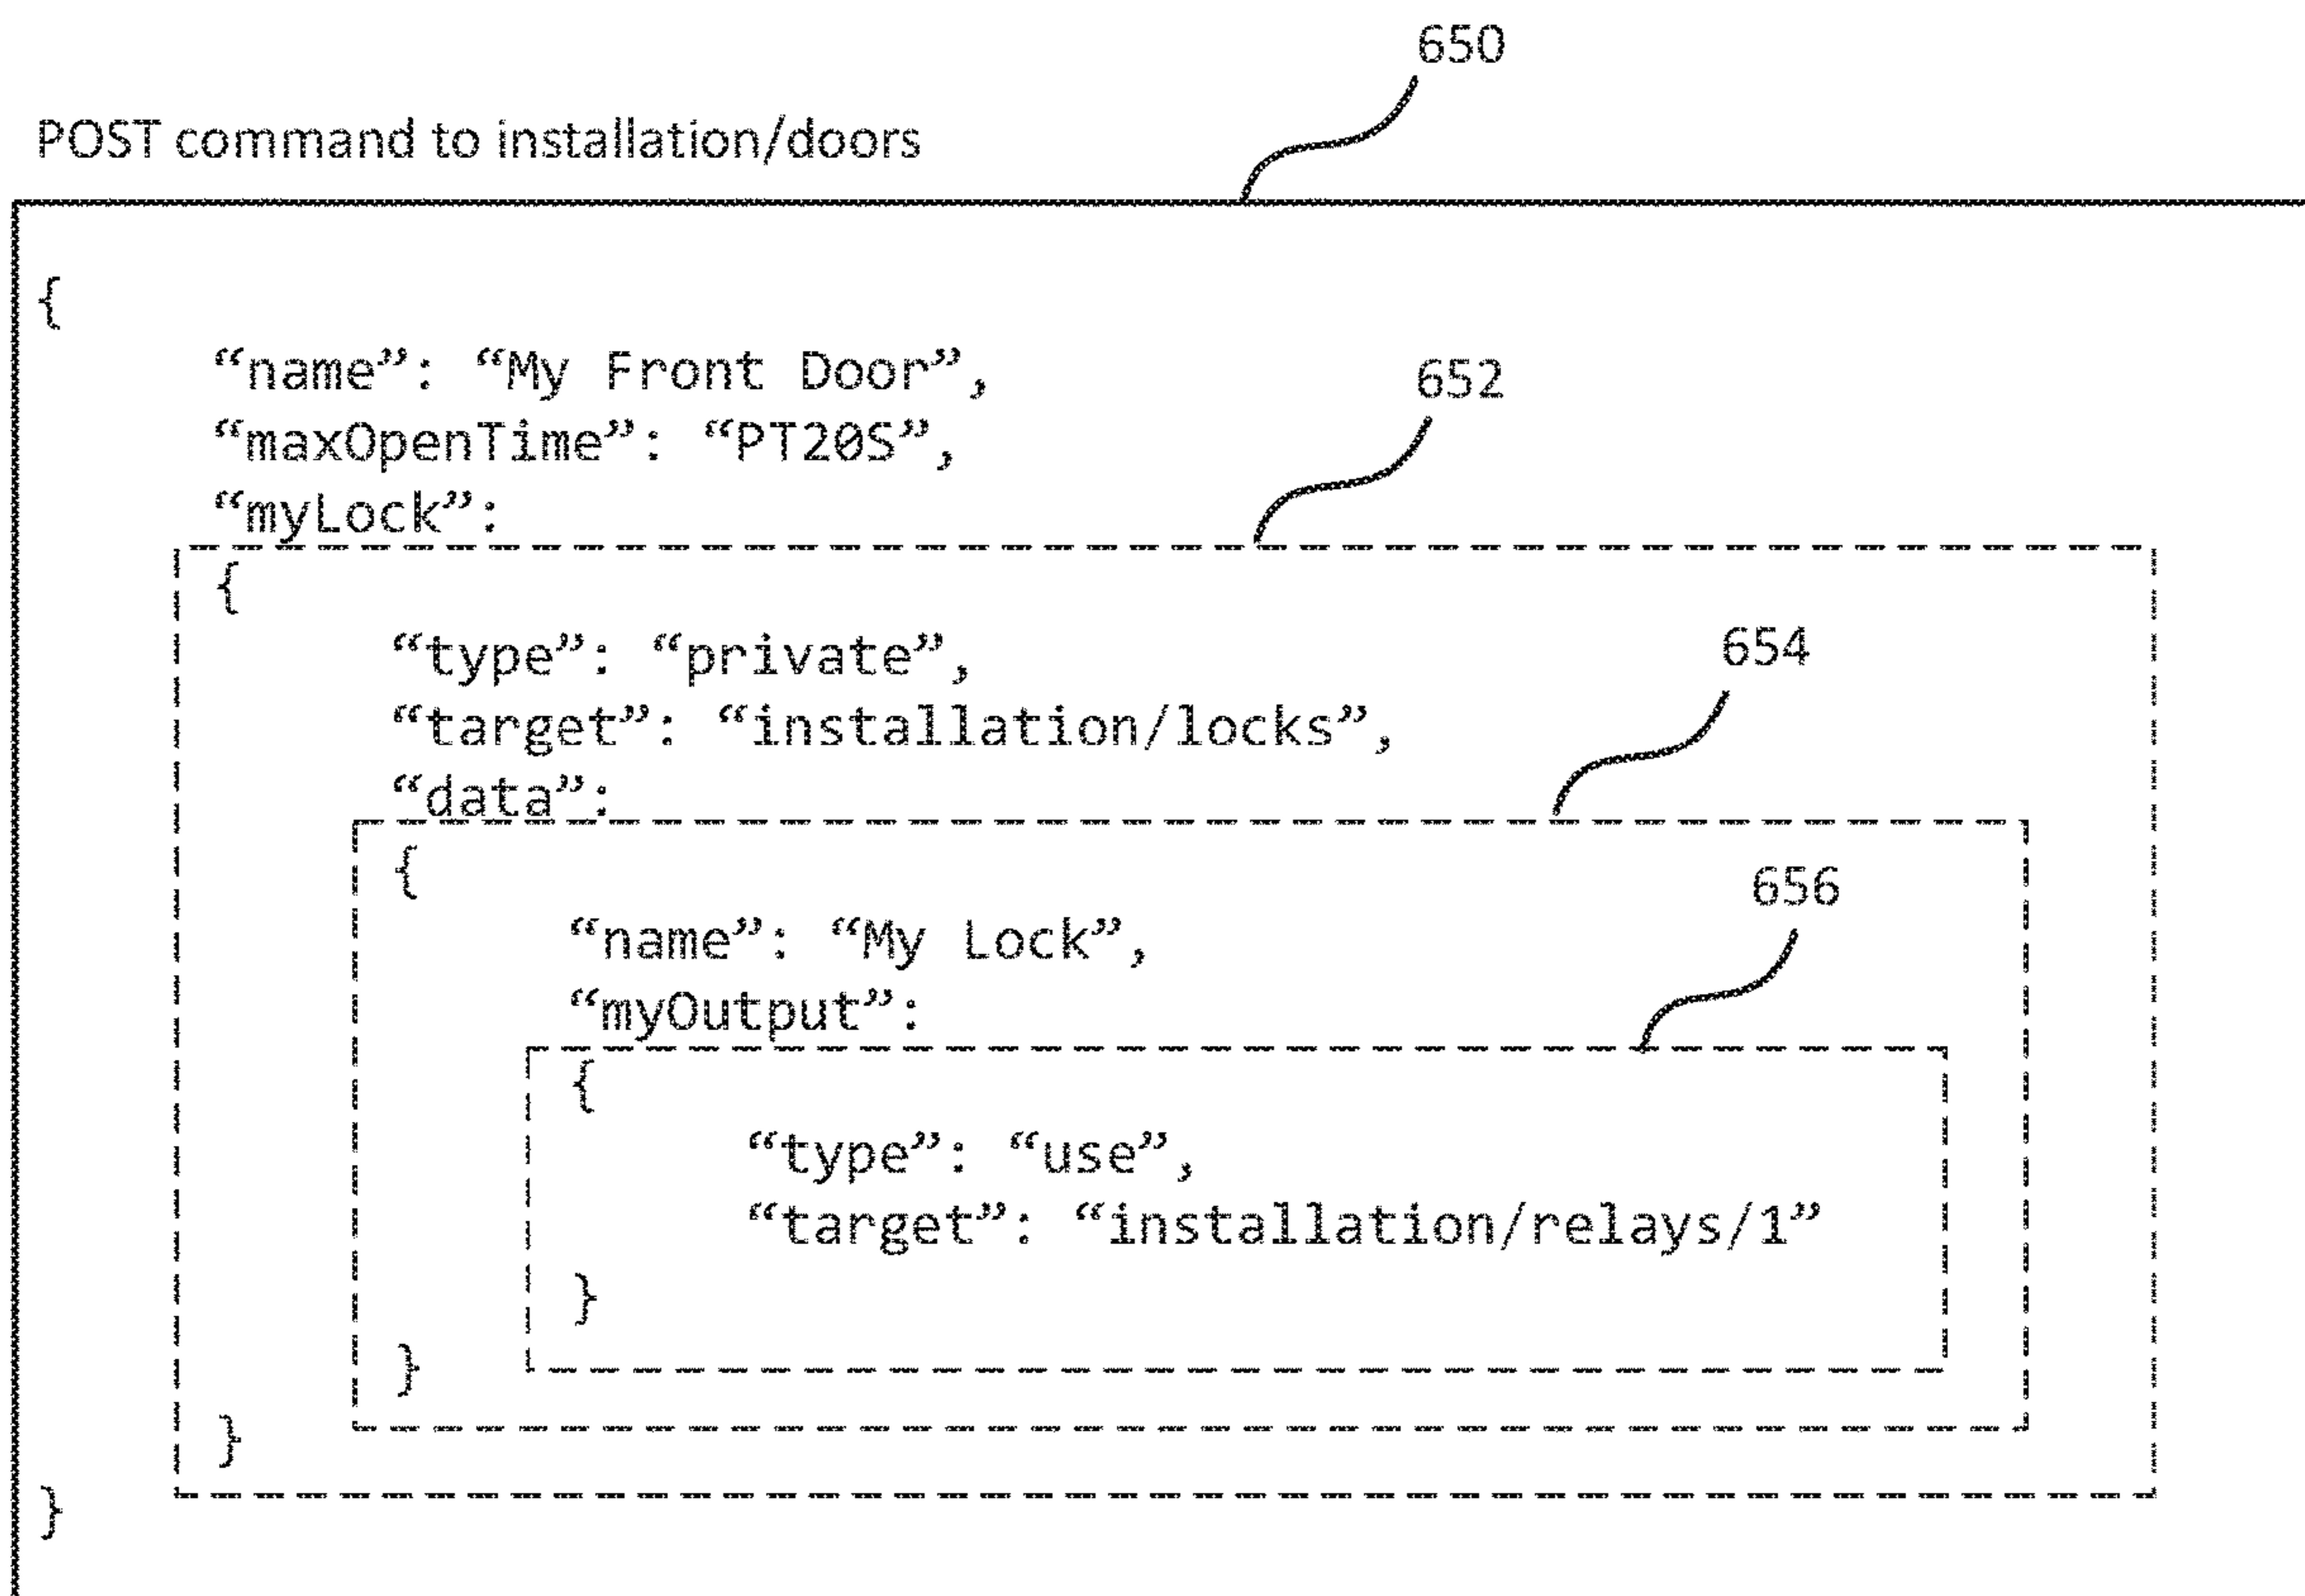 650
POST command to installation/doors
{
“name”: “My Front Door”,
652
“maxOpenTime”: “PT20S”,
“myLock”:
{
“type”: “private”,
654
“target”: “installation/locks”,
“data”:
{
656
“name”: “My Lock”,
“myOutput”:
{
“type”: “use”,
“target”: “installation/relays/1”
}
}
}
}